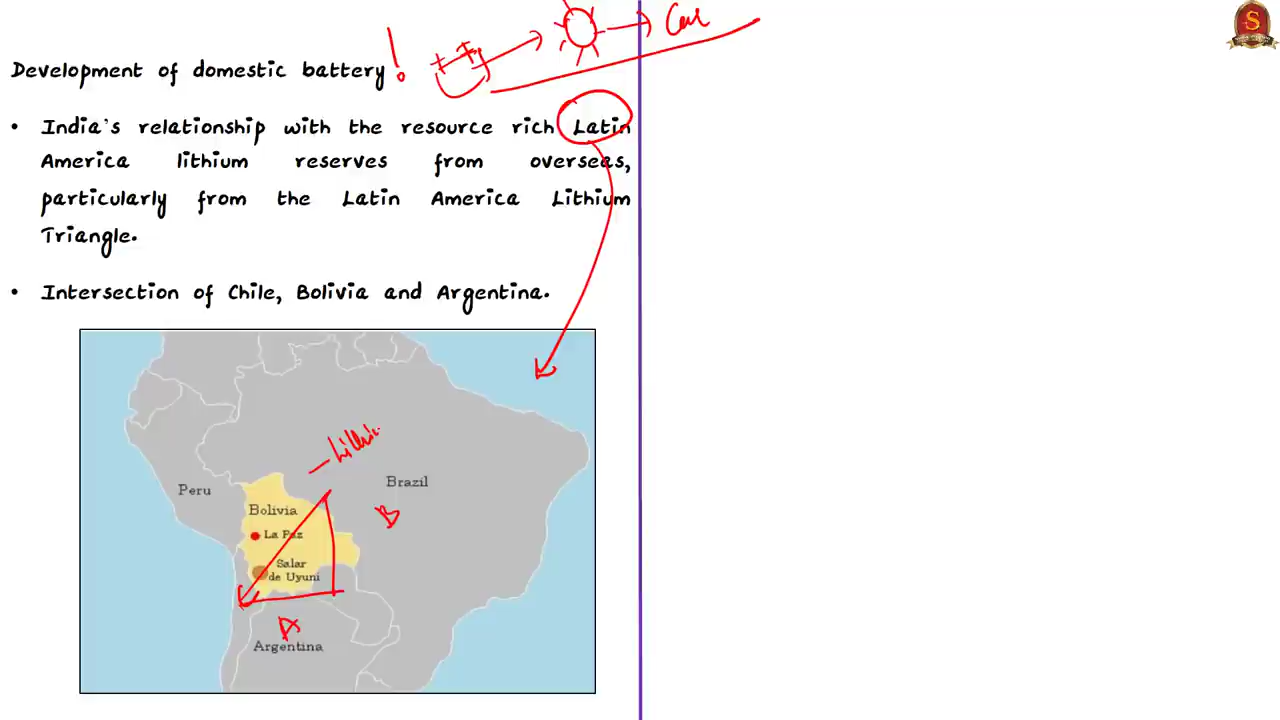 Development of domestic battery!
• India's relationship with the resource rich Latin
America lithium reserves from overseas,
particularly from the Latin America Lithium
Triangle.
• Intersection of Chile, Bolivia and Argentina.
Brazil
Peru
Bolivia
B
La Paz
Salar
de Uyuni
A
Argentina
S